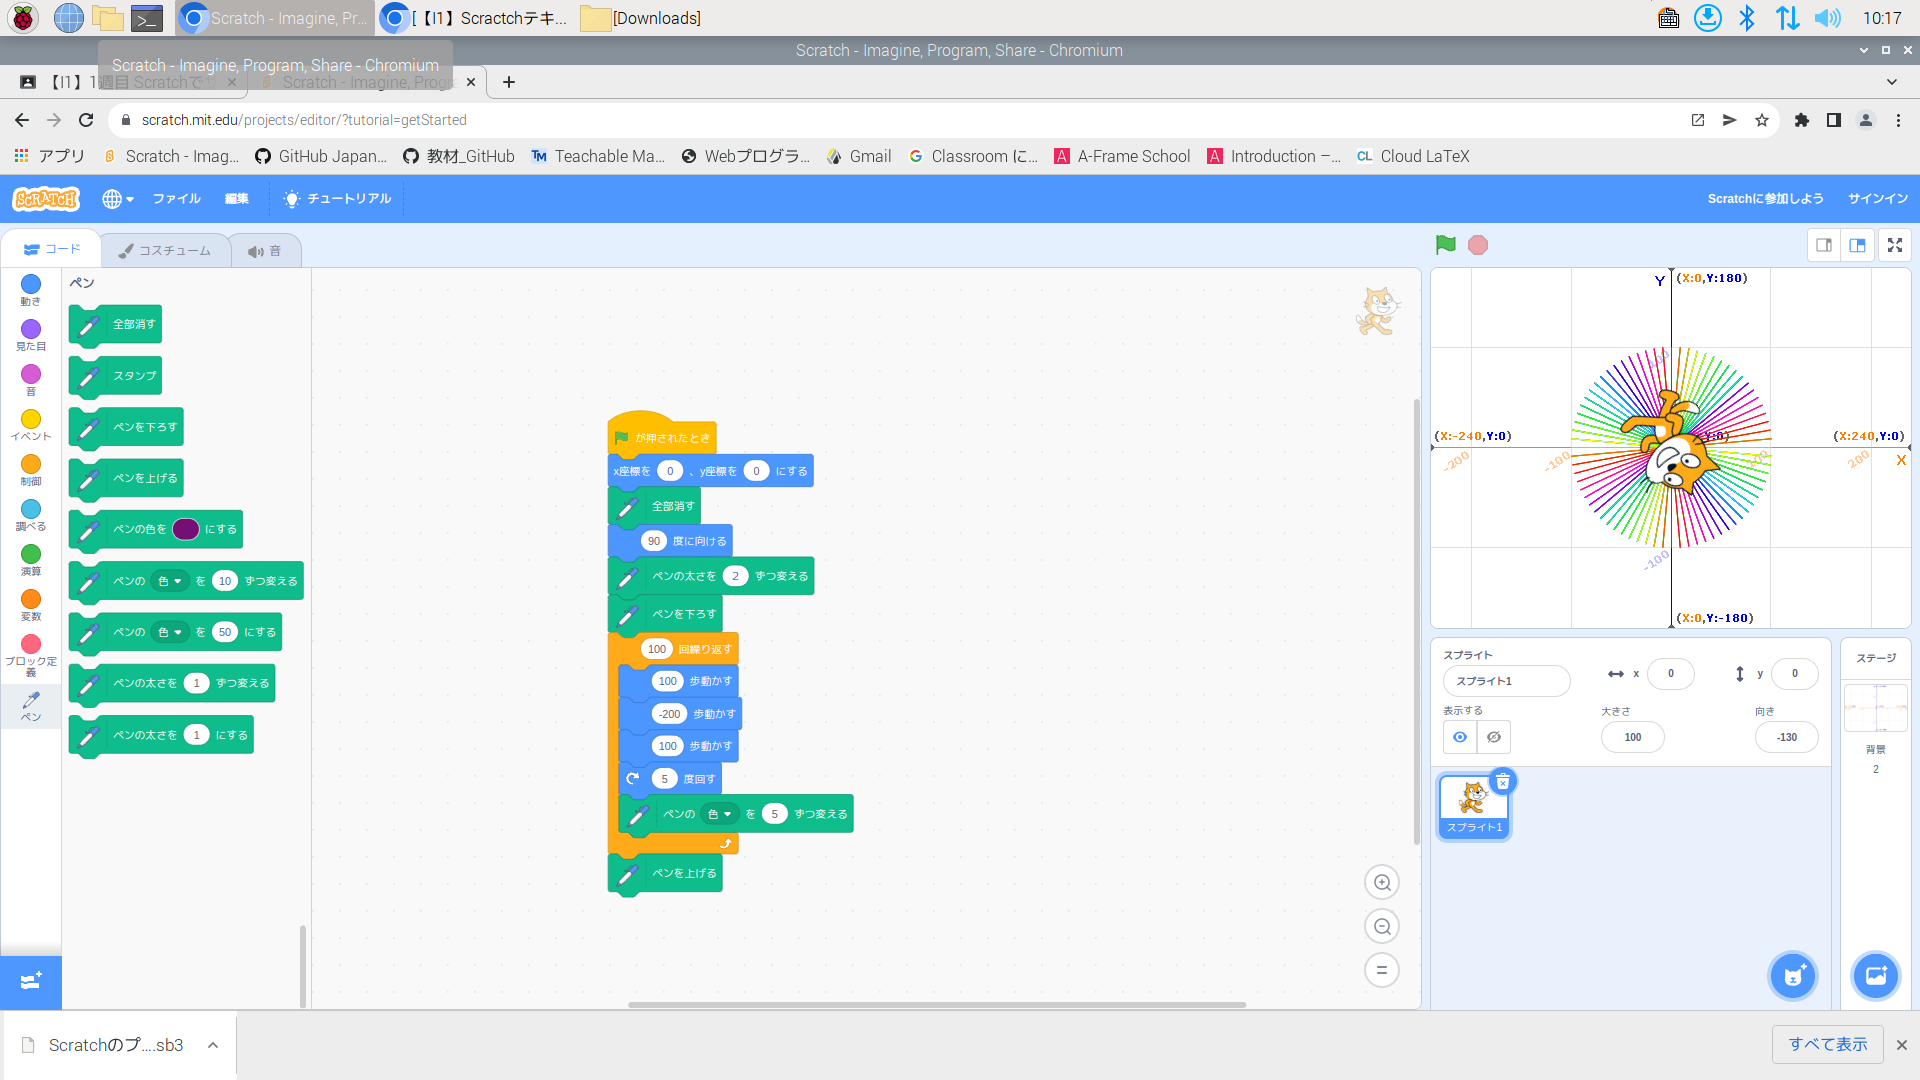 Scratch - Imagine, Pr...
[【I1】Scractchテキ...
[Downloads]
10:17
Scratch - Imagine, Program, Share - Chromium
Scratch - Imagine, Program, Share - Chromium
【I1】1週目 Scratchで
Scratch - Imagine, Progr
scratch.mit.edu/projects/editor/?tutorial=getStarted
アプリ
Scratch - Imag...
GitHub Japan...
教材_GitHub
Teachable Ma...
Webプログラ...
Gmail
Classroom に...
A-Frame School
Introduction –...
Cloud LaTeX
SCRATCH
ファイル
編集
チュートリアル
Scratchに参加しよう
サインイン
コード
コスチューム
音
動き
見た目
音
イベント
制御
調べる
演算
変数
ブロック定義
ペン
ペン
全部消す
スタンプ
ペンを下ろす
ペンを上げる
ペンの色を にする
ペンの 色 を 10 ずつ変える
ペンの 色 を 50 にする
ペンの太さを 1 ずつ変える
ペンの太さを 1 にする
が押されたとき
x座標を 0 、y座標を 0 にする
全部消す
90 度に向ける
ペンの太さを 2 ずつ変える
ペンを下ろす
100 回繰り返す
100 歩動かす
-200 歩動かす
100 歩動かす
5 度回す
ペンの 色 を 5 ずつ変える
ペンを上げる
Y
(X:0,Y:180)
100
(X:-240,Y:0)
Y:0)
(X:240,Y:0)
-200
-100
100
200
X
-100
(X:0,Y:-180)
スプライト
スプライト1
x 0
y 0
表示する
大きさ
100
向き
-130
スプライト1
ステージ
背景
2
Scratchのプ....sb3
すべて表示